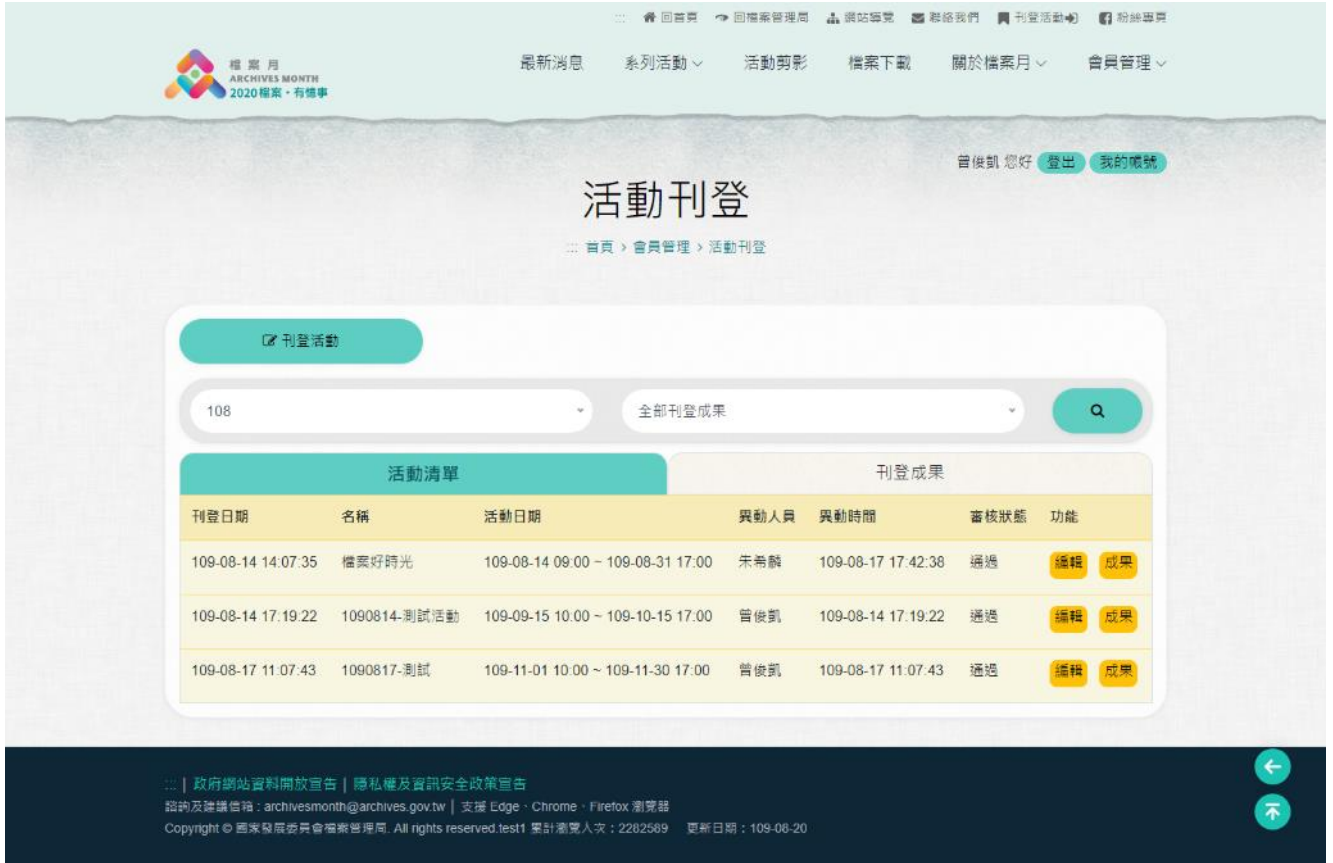 ::: 回首頁 回檔案管理局 網站導覽 聯絡我們 刊登活動 粉絲專頁
檔案月
ARCHIVES MONTH
2020檔案・有憶事
最新消息 系列活動 活動剪影 檔案下載 關於檔案月 會員管理
曾俊凱 您好 登出 我的帳號
活動刊登
::: 首頁 › 會員管理 › 活動刊登
刊登活動
108 全部刊登成果
活動清單 刊登成果
刊登日期 名稱 活動日期 異動人員 異動時間 審核狀態 功能
109-08-14 14:07:35 檔案好時光 109-08-14 09:00 ~ 109-08-31 17:00 朱希麟 109-08-17 17:42:38 通過 編輯 成果
109-08-14 17:19:22 1090814-測試活動 109-09-15 10:00 ~ 109-10-15 17:00 曾俊凱 109-08-14 17:19:22 通過 編輯 成果
109-08-17 11:07:43 1090817-測試 109-11-01 10:00 ~ 109-11-30 17:00 曾俊凱 109-08-17 11:07:43 通過 編輯 成果
::: | 政府網站資料開放宣告 | 隱私權及資訊安全政策宣告
諮詢及建議信箱 : archivesmonth@archives.gov.tw | 支援 Edge、Chrome、Firefox 瀏覽器
Copyright © 國家發展委員會檔案管理局. All rights reserved.test1 累計瀏覽人次：2282589 更新日期：109-08-20